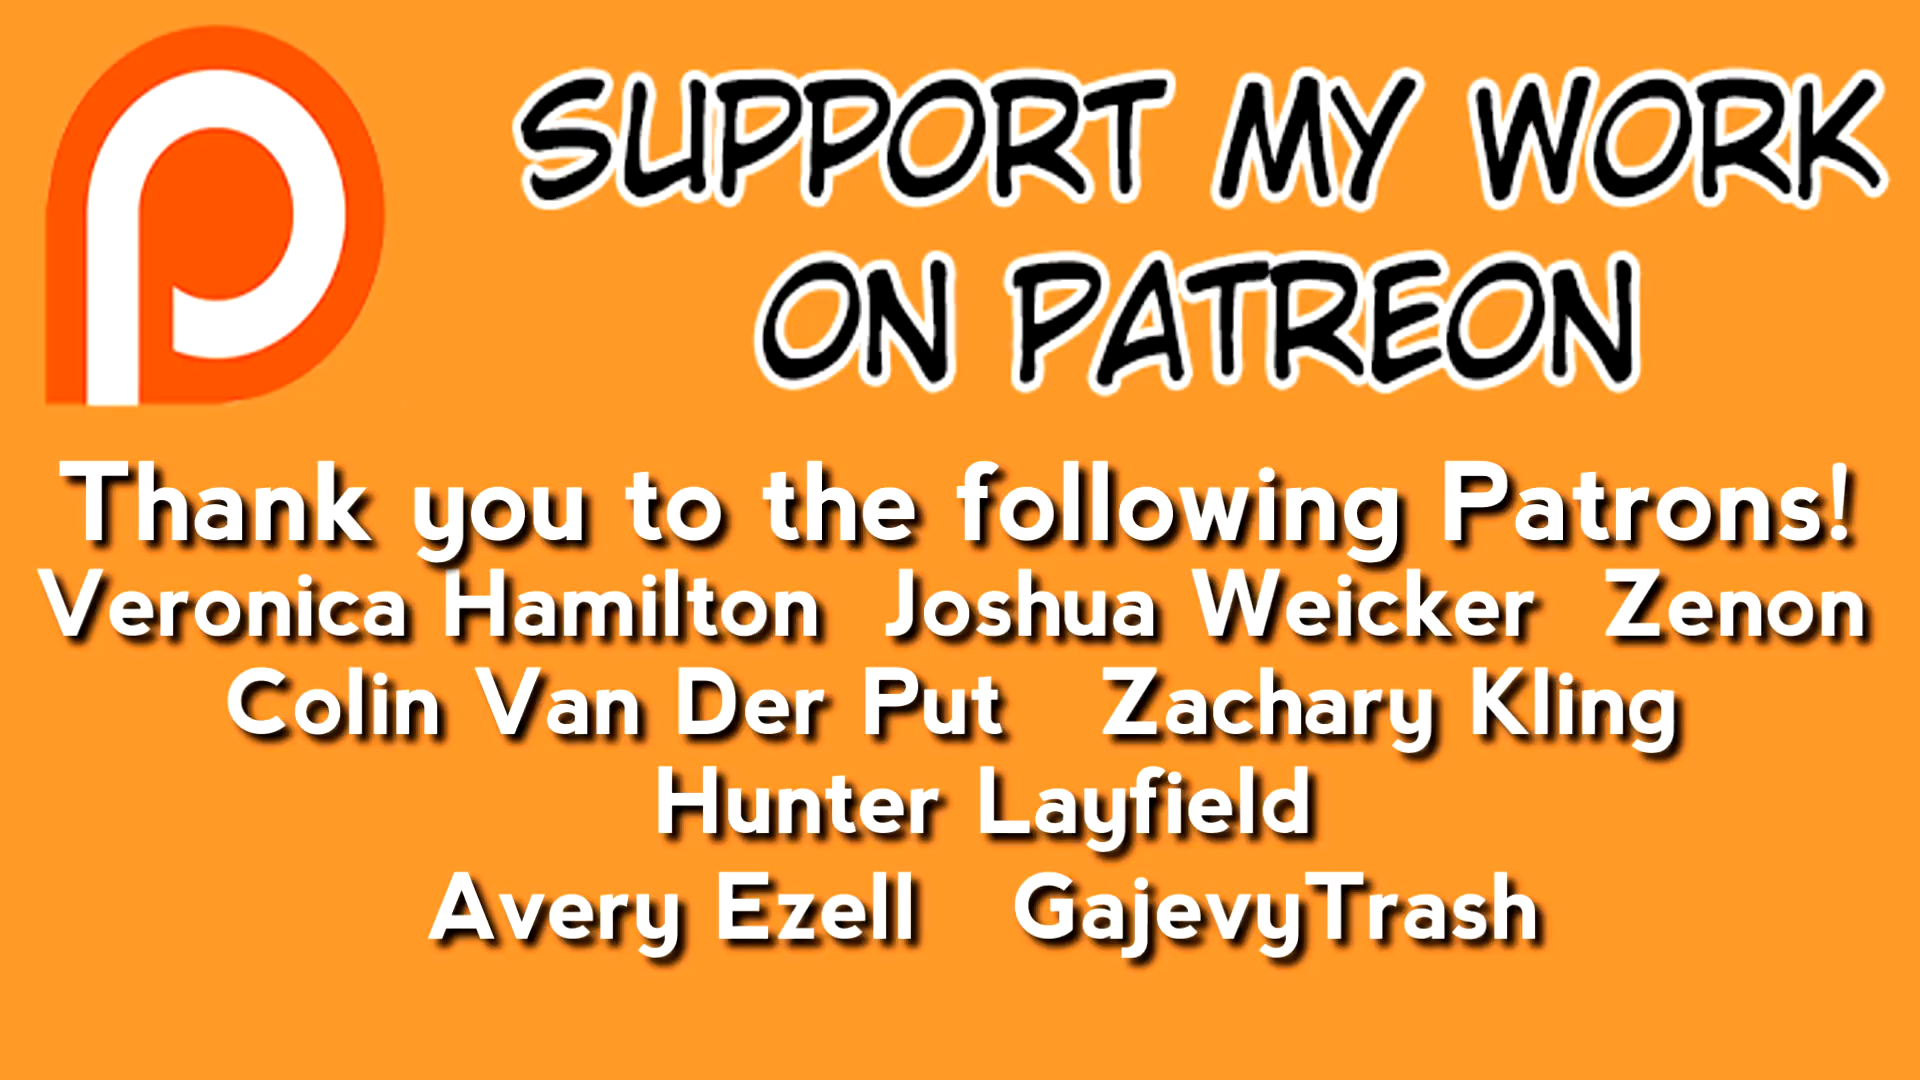 SUPPORT MY WORK
ON PATREON
Thank you to the following Patrons!
Veronica Hamilton Joshua Weicker Zenon
Colin Van Der Put Zachary Kling
Hunter Layfield
Avery Ezell GajevyTrash